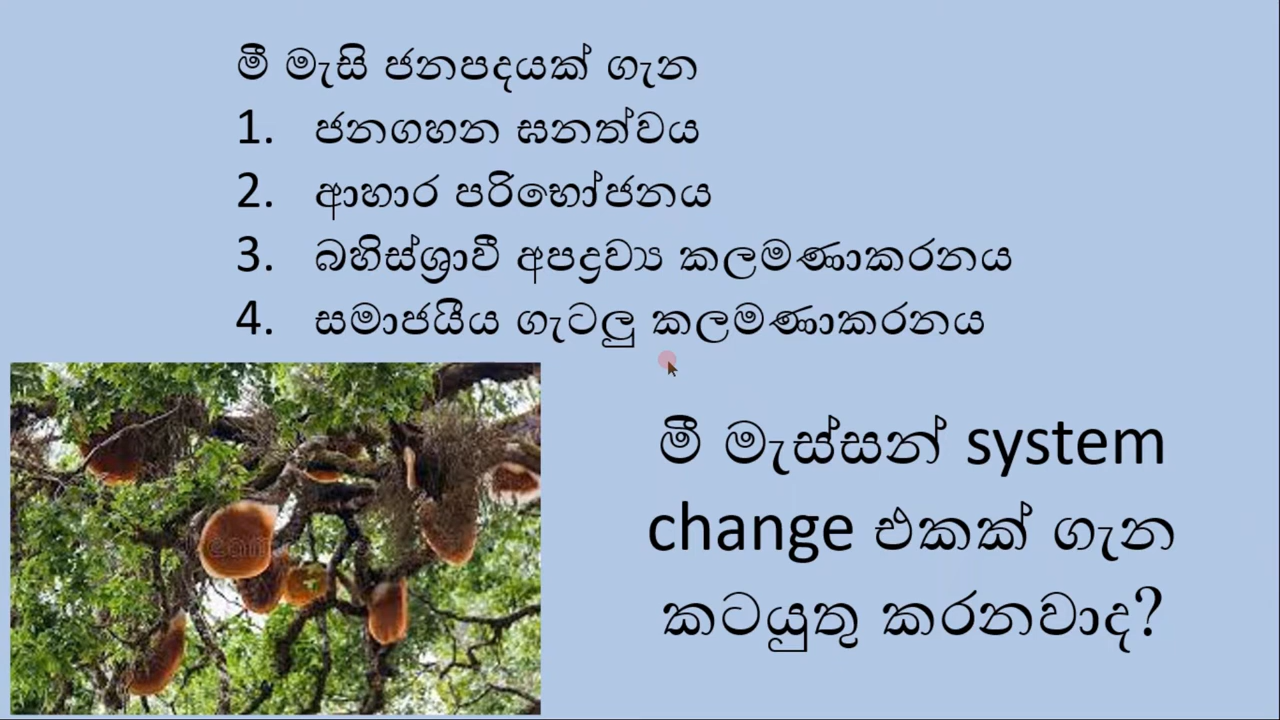 මී මැසි ජනපදයක් ගැන
1. ජනගහන ඝනත්වය
2. ආහාර පරිභෝජනය
3. බහිස්ශ්‍රාවී අපද්‍රව්‍ය කලමණාකරනය
4. සමාජයීය ගැටලු කලමණාකරනය
මී මැස්සන් system
change එකක් ගැන
කටයුතු කරනවාද?